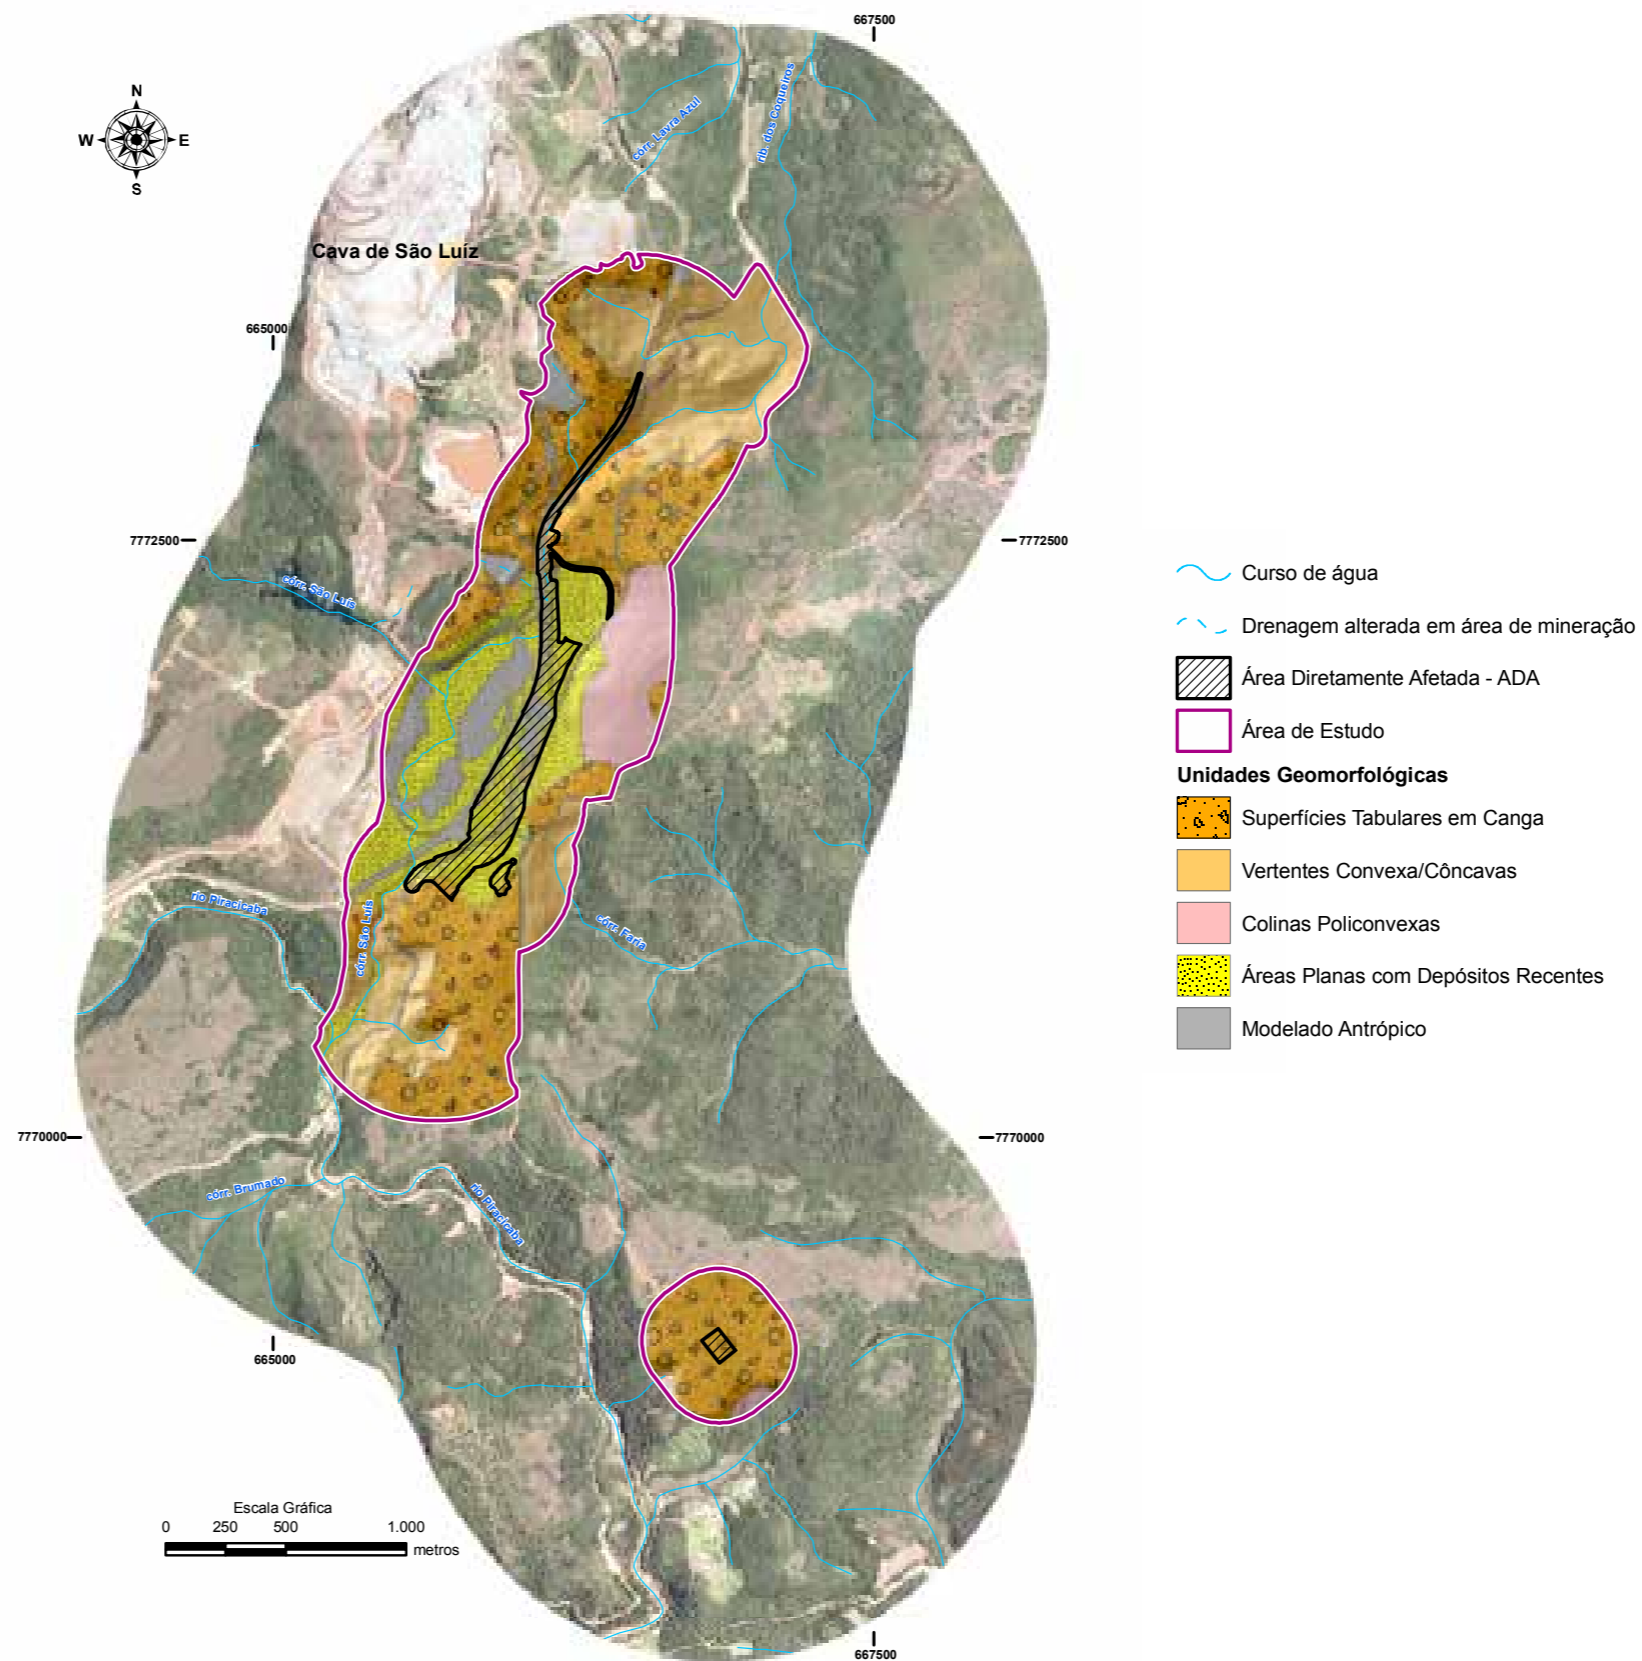 667500
N
W E
S
córr. Lavra Azul
rib. dos Coqueiros
Cava de São Luíz
665000
7772500
7772500
córr. São Luís
Curso de água
Drenagem alterada em área de mineração
Área Diretamente Afetada - ADA
Área de Estudo
Unidades Geomorfológicas
Superfícies Tabulares em Canga
Vertentes Convexa/Côncavas
Colinas Policonvexas
Áreas Planas com Depósitos Recentes
Modelado Antrópico
rio Piracicaba
córr. São Luís
córr. Faria
7770000
7770000
córr. Brumado
rio Piracicaba
665000
Escala Gráfica
0 250 500 1.000
metros
667500